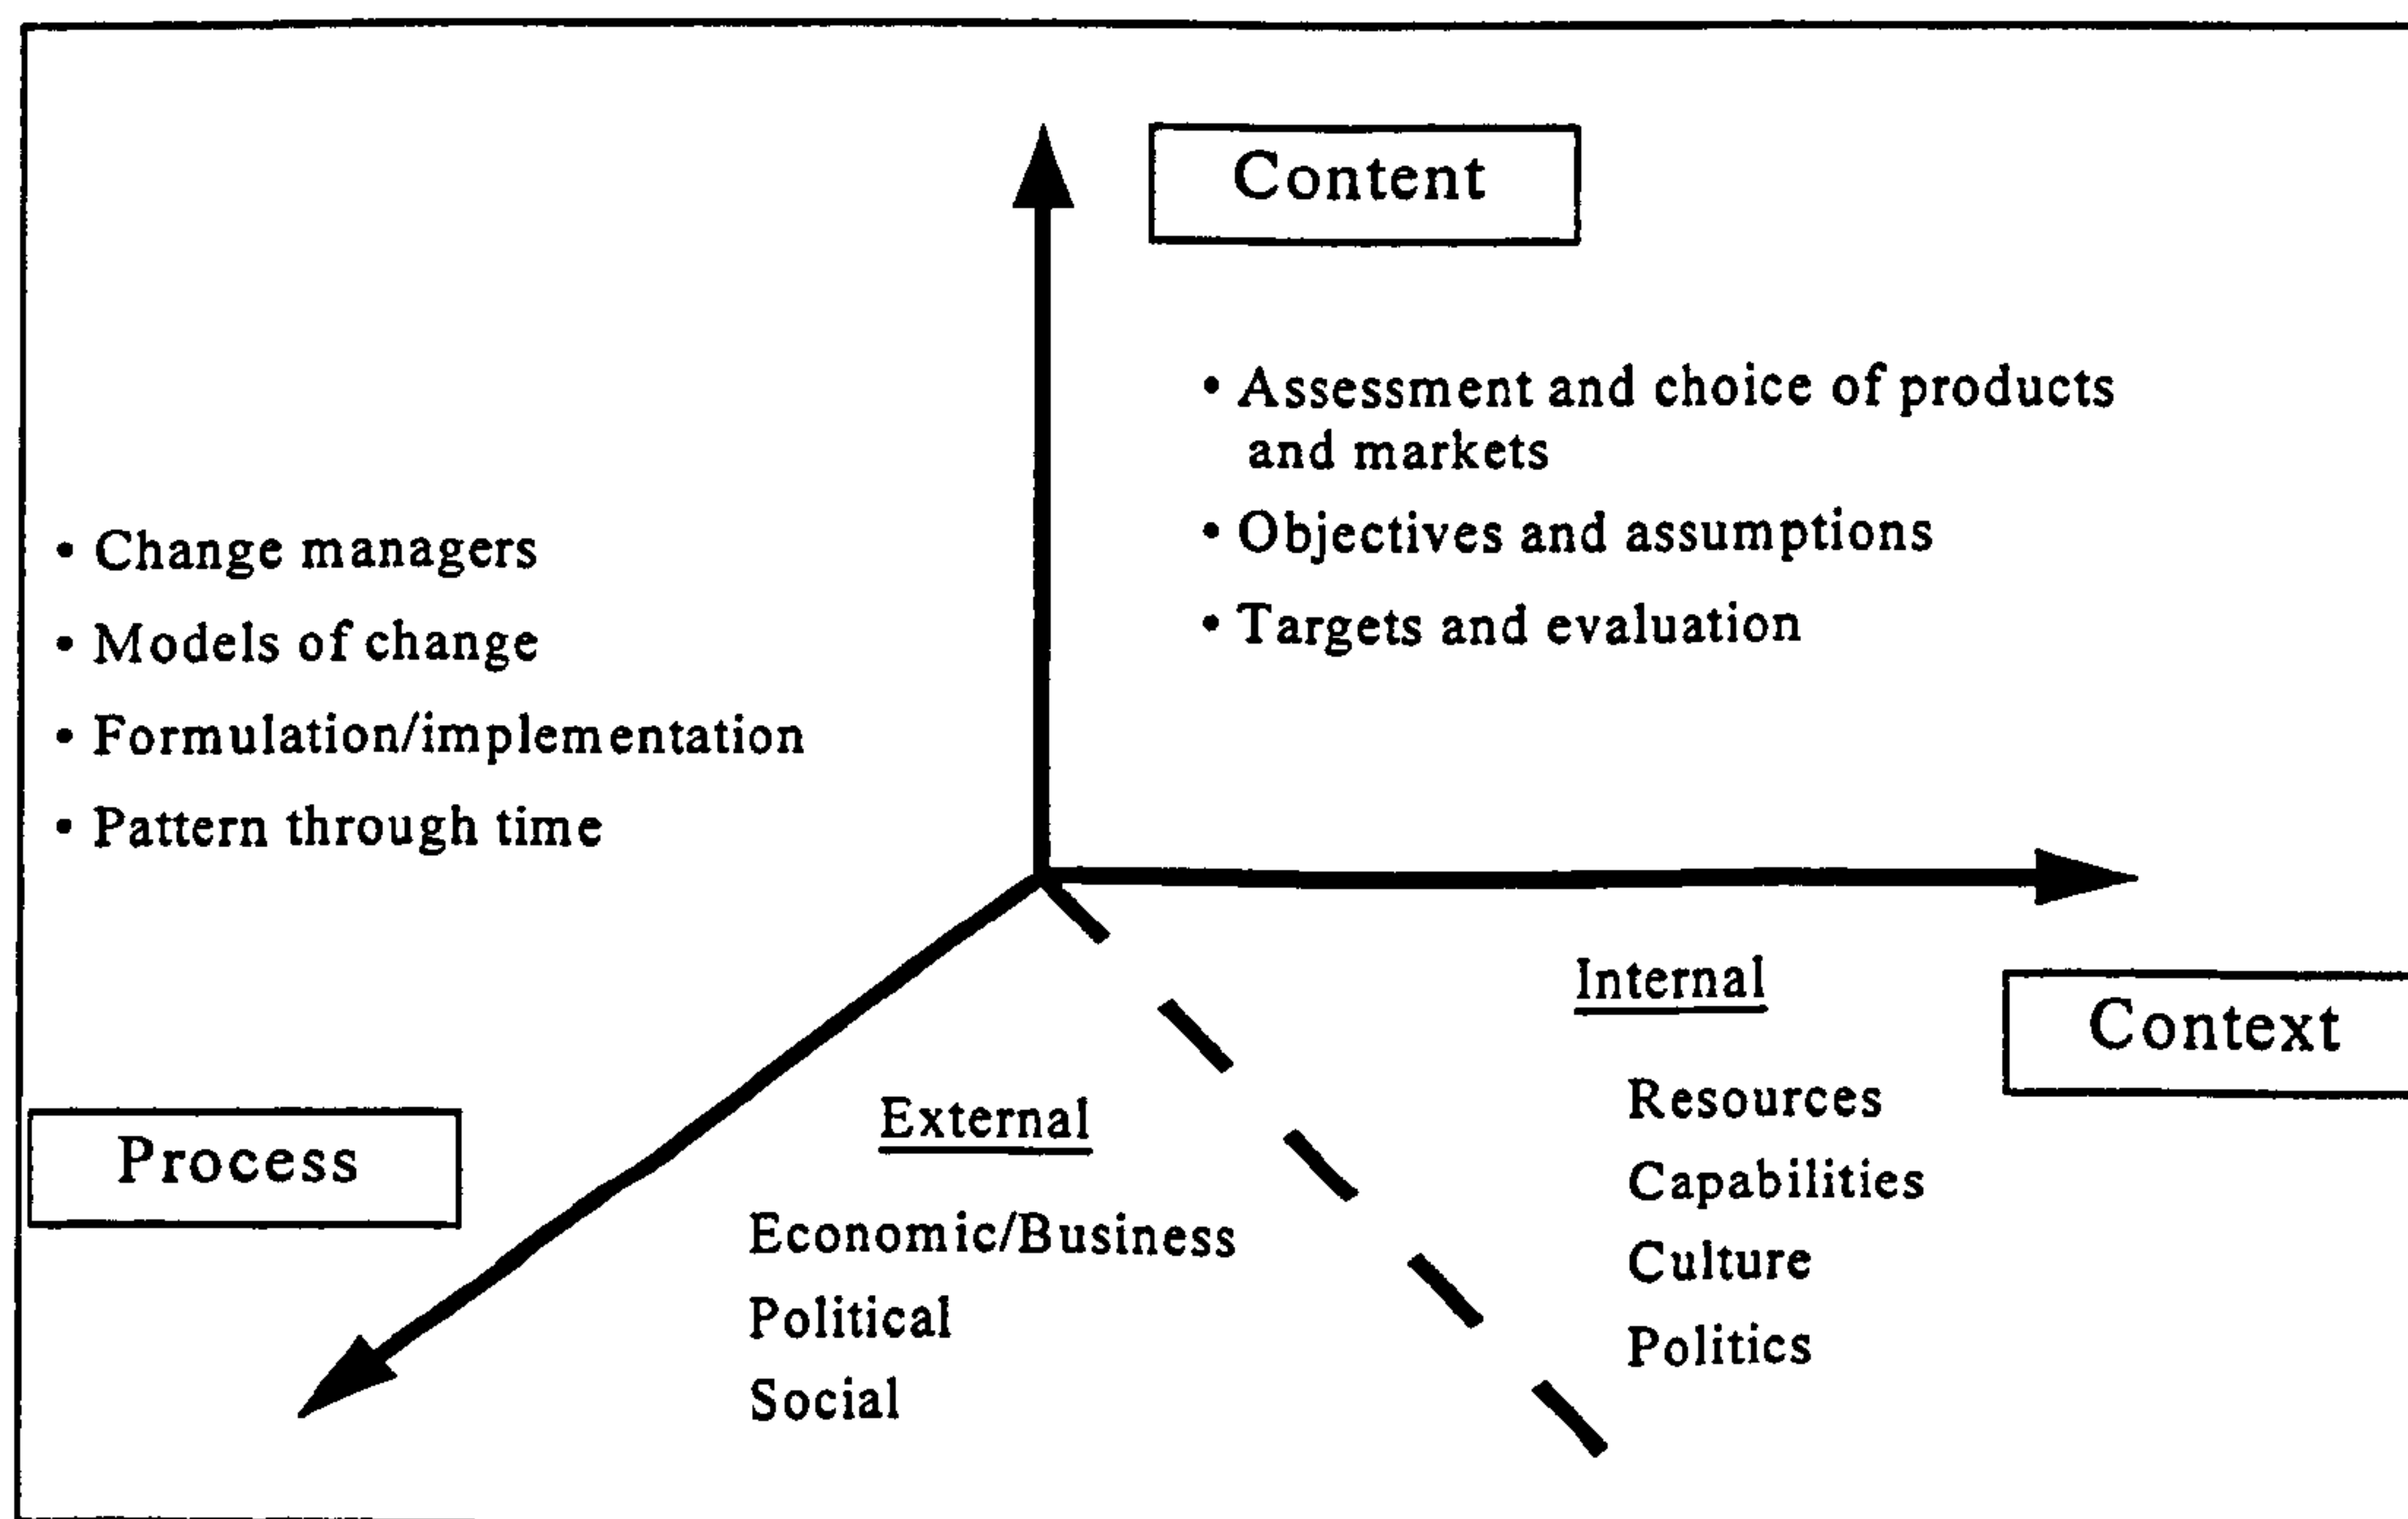 Content
• Assessment and choice of products
and markets
• Objectives and assumptions
• Targets and evaluation
• Change managers
• Models of change
• Formulation/implementation
• Pattern through time
Process
External
Economic/Business
Political
Social
Internal
Resources
Capabilities
Culture
Politics
Context